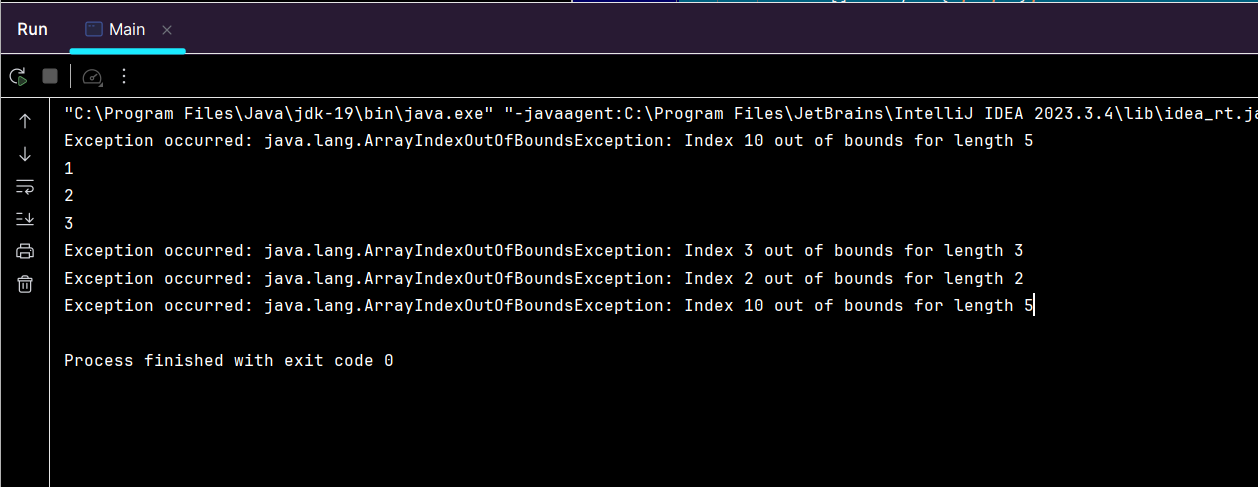 Run Main
"C:\Program Files\Java\jdk-19\bin\java.exe" "-javaagent:C:\Program Files\JetBrains\IntelliJ IDEA 2023.3.4\lib\idea_rt.ja
Exception occurred: java.lang.ArrayIndexOutOfBoundsException: Index 10 out of bounds for length 5
1
2
3
Exception occurred: java.lang.ArrayIndexOutOfBoundsException: Index 3 out of bounds for length 3
Exception occurred: java.lang.ArrayIndexOutOfBoundsException: Index 2 out of bounds for length 2
Exception occurred: java.lang.ArrayIndexOutOfBoundsException: Index 10 out of bounds for length 5
Process finished with exit code 0